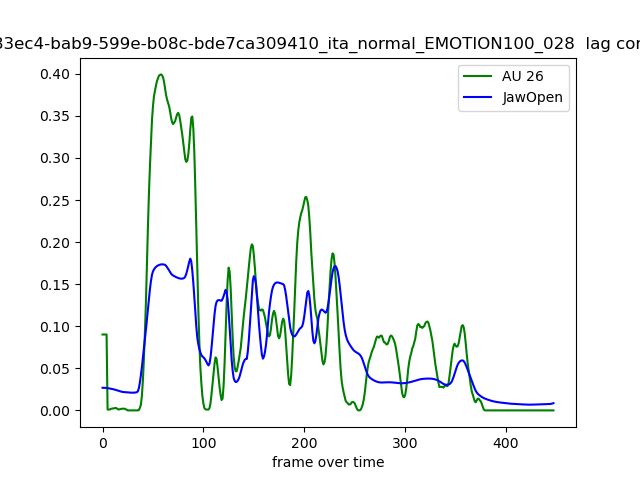 33ec4-bab9-599e-b08c-bde7ca309410_ita_normal_EMOTION100_028  lag cor
AU 26
JawOpen
0.40
0.35
0.30
0.25
0.20
0.15
0.10
0.05
0.00
0 100 200 300 400
frame over time